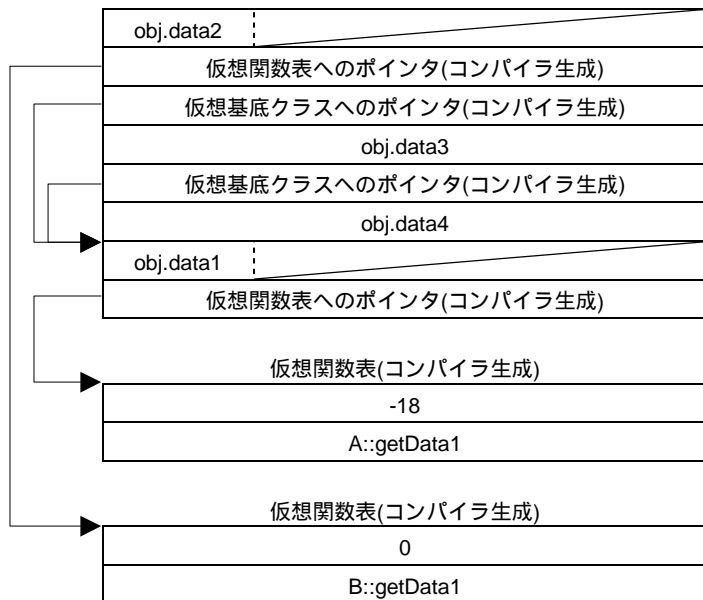 obj.data2
仮想関数表へのポインタ(コンパイラ生成)
仮想基底クラスへのポインタ(コンパイラ生成)
obj.data3
仮想基底クラスへのポインタ(コンパイラ生成)
obj.data4
obj.data1
仮想関数表へのポインタ(コンパイラ生成)
仮想関数表(コンパイラ生成)
-18
A::getData1
仮想関数表(コンパイラ生成)
0
B::getData1